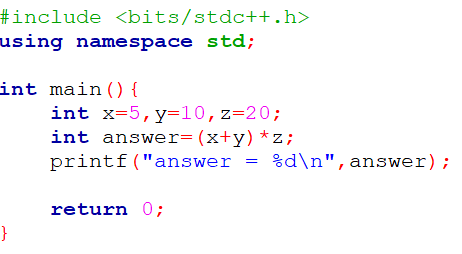 #include <bits/stdc++.h>
using namespace std;

int main(){
    int x=5,y=10,z=20;
    int answer=(x+y)*z;
    printf("answer = %d\n",answer);

    return 0;
}